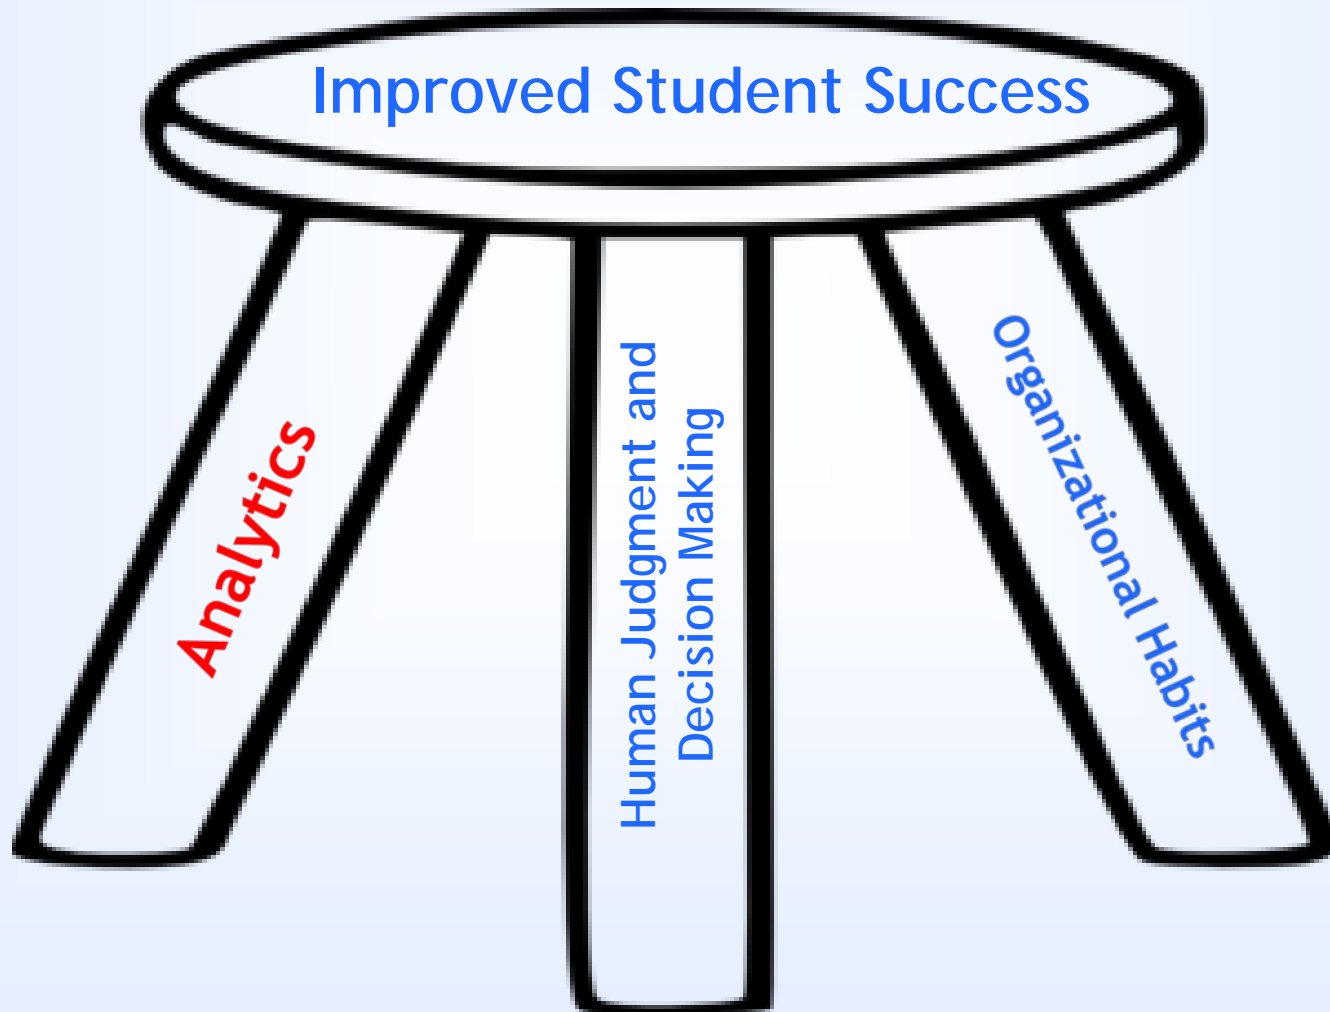 Improved Student Success
Analytics
Human Judgment and
Decision Making
Organizational Habits